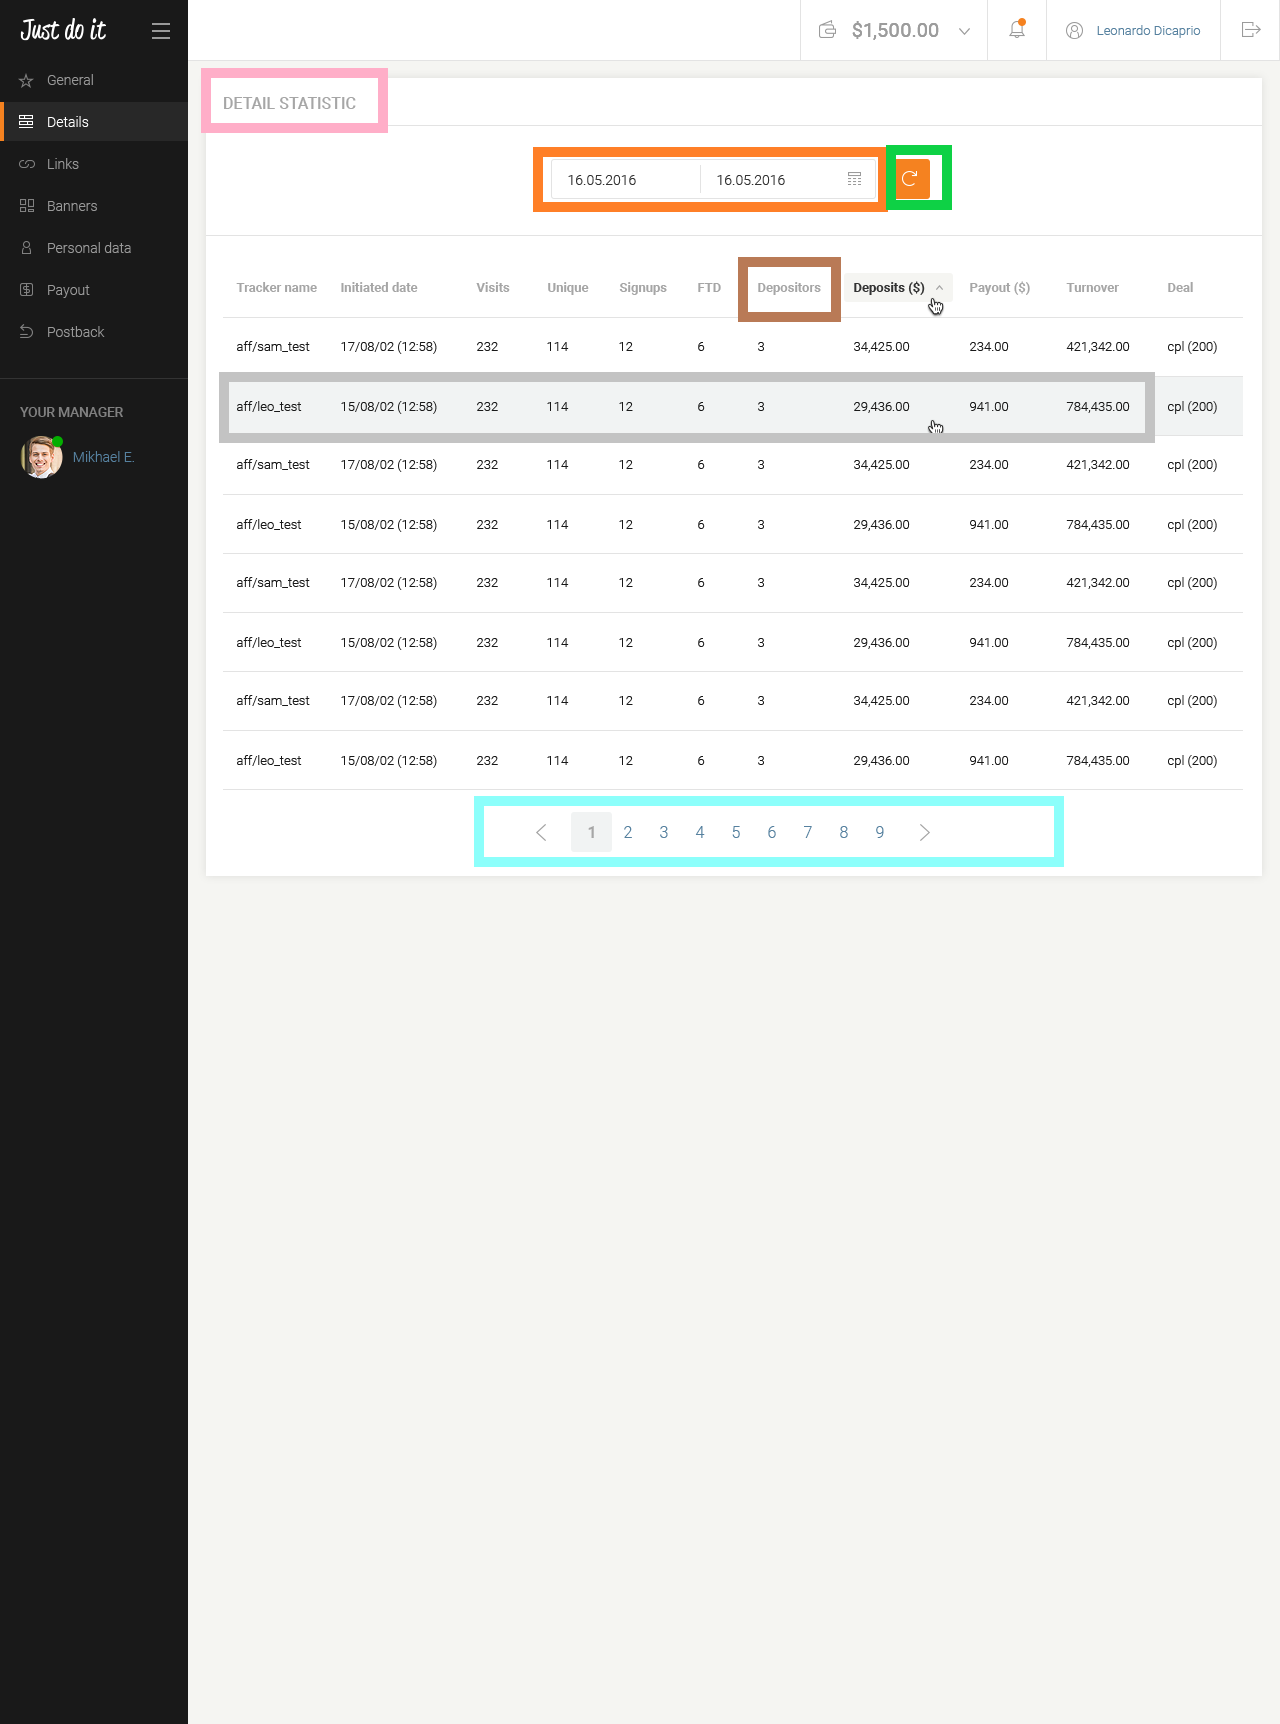 Just do it
$1,500.00
Leonardo Dicaprio
General
Details
Links
Banners
Personal data
Payout
Postback
YOUR MANAGER
Mikhael E.
DETAIL STATISTIC
16.05.2016 16.05.2016
Tracker name Initiated date Visits Unique Signups FTD Depositors Deposits ($) Payout ($) Turnover Deal
aff/sam_test 17/08/02 (12:58) 232 114 12 6 3 34,425.00 234.00 421,342.00 cpl (200)
aff/leo_test 15/08/02 (12:58) 232 114 12 6 3 29,436.00 941.00 784,435.00 cpl (200)
aff/sam_test 17/08/02 (12:58) 232 114 12 6 3 34,425.00 234.00 421,342.00 cpl (200)
aff/leo_test 15/08/02 (12:58) 232 114 12 6 3 29,436.00 941.00 784,435.00 cpl (200)
aff/sam_test 17/08/02 (12:58) 232 114 12 6 3 34,425.00 234.00 421,342.00 cpl (200)
aff/leo_test 15/08/02 (12:58) 232 114 12 6 3 29,436.00 941.00 784,435.00 cpl (200)
aff/sam_test 17/08/02 (12:58) 232 114 12 6 3 34,425.00 234.00 421,342.00 cpl (200)
aff/leo_test 15/08/02 (12:58) 232 114 12 6 3 29,436.00 941.00 784,435.00 cpl (200)
1 2 3 4 5 6 7 8 9